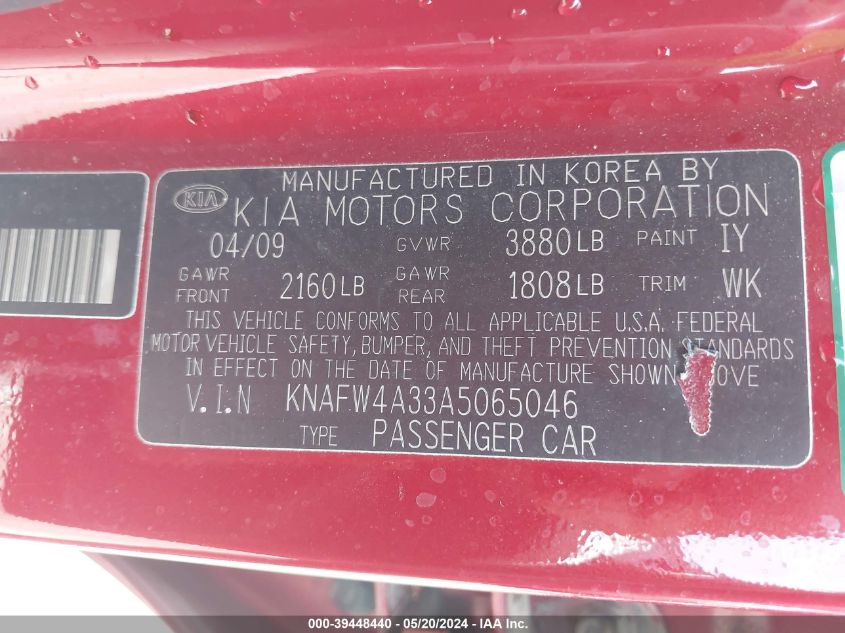 MANUFACTURED IN KOREA BY
KIA KIA MOTORS CORPORATION
04/09 GVWR 3880LB PAINT IY
GAWR FRONT 2160LB GAWR REAR 1808LB TRIM WK
THIS VEHICLE CONFORMS TO ALL APPLICABLE U.S.A. FEDERAL
MOTOR VEHICLE SAFETY, BUMPER, AND THEFT PREVENTION STANDARDS
IN EFFECT ON THE DATE OF MANUFACTURE SHOWN
V.I.N KNAFW4A33A5065046
TYPE PASSENGER CAR
000-39448440 - 05/20/2024 - IAA Inc.